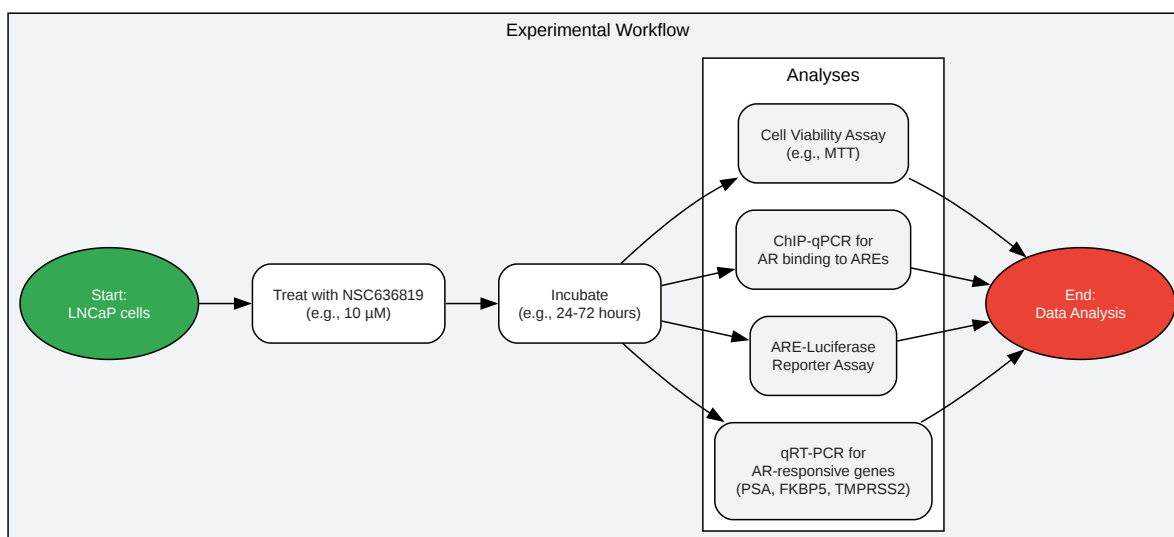 Experimental Workflow
Analyses
Start:
LNCaP cells
Treat with NSC636819
(e.g., 10 µM)
Incubate
(e.g., 24-72 hours)
Cell Viability Assay
(e.g., MTT)
ChIP-qPCR for
AR binding to AREs
ARE-Luciferase
Reporter Assay
qRT-PCR for
AR-responsive genes
(PSA, FKBP5, TMPRSS2)
End:
Data Analysis